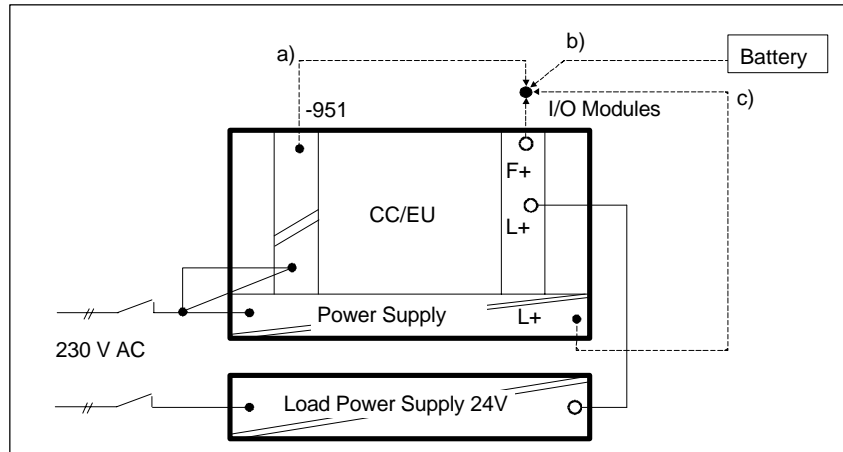 b)
Battery
a)
c)
-951
I/O Modules
F+
CC/EU
L+
Power Supply
L+
230 V AC
Load Power Supply 24V